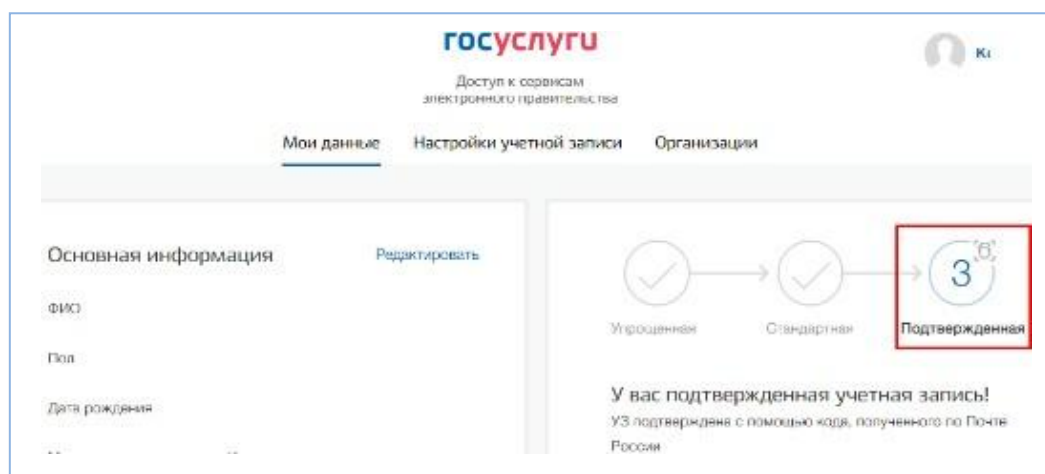 госуслуги
Доступ к сервисам
электронного правительства
Мои данные Настройки учетной записи Организации
Основная информация Редактировать
ФИО
Пол
Дата рождения
3
6
Упрощенная Стандартная Подтвержденная
У вас подтвержденная учетная запись!
УЗ подтверждена с помощью кода, полученного по Почте
России